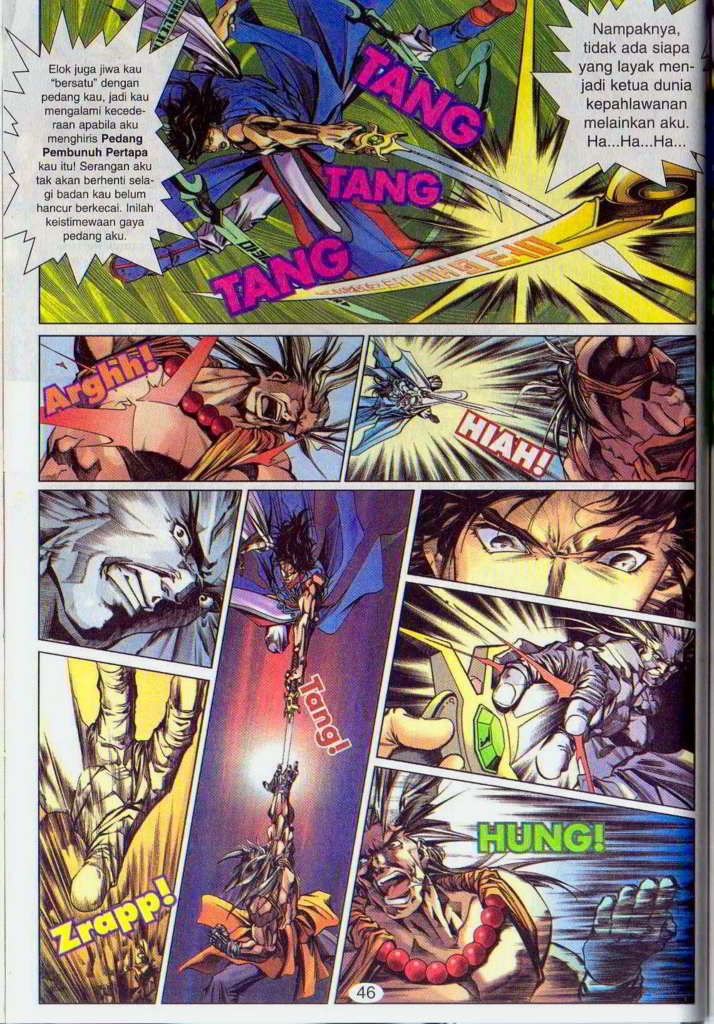 Elok juga jiwa kau
"bersatu" dengan
pedang kau, jadi kau
mengalami kecede-
raan apabila aku
menghiris Pedang
Pembunuh Pertapa
kau itu! Serangan aku
tak akan berhenti sela-
gi badan kau belum
hancur berkecai. Inilah
keistimewaan gaya
pedang aku.
Nampaknya,
tidak ada siapa
yang layak men-
jadi ketua dunia
kepahlawanan
melainkan aku.
Ha...Ha...Ha...
TANG
TANG
TANG
Arghh!
HIAH!
Tang!
Zrapp!
HUNG!
46